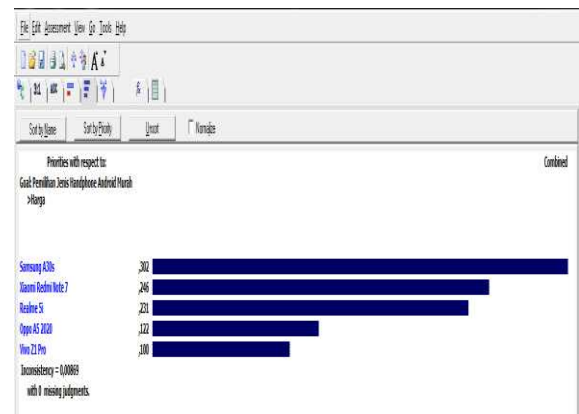 File Edit Assessment View Go Tools Help
Sort by Name Sort by Priority Unsort Normalize
Priorities with respect to: Combined
Goal: Pemilihan Jenis Handphone Android Murah
>Harga
Samsung A30s ,302
Xiaomi Redmi Note 7 ,246
Realme 5i ,231
Oppo A5 2020 ,122
Vivo Z1 Pro ,100
Inconsistency = 0,00869
with 0 missing judgments.